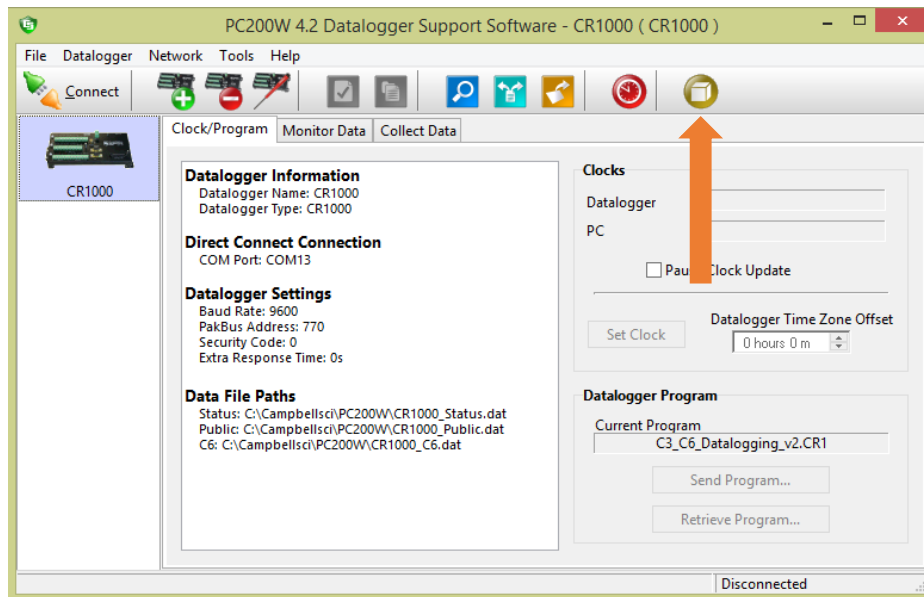 PC200W 4.2 Datalogger Support Software - CR1000 ( CR1000 )
File Datalogger Network Tools Help
Connect
CR1000
Clock/Program Monitor Data Collect Data
Datalogger Information
Datalogger Name: CR1000
Datalogger Type: CR1000
Direct Connect Connection
COM Port: COM13
Datalogger Settings
Baud Rate: 9600
PakBus Address: 770
Security Code: 0
Extra Response Time: 0s
Data File Paths
Status: C:\Campbellsci\PC200W\CR1000_Status.dat
Public: C:\Campbellsci\PC200W\CR1000_Public.dat
C6: C:\Campbellsci\PC200W\CR1000_C6.dat
Clocks
Datalogger
PC
Clock Update
Set Clock
Datalogger Time Zone Offset
0 hours 0 m
Datalogger Program
Current Program
C3_C6_Datalogging_v2.CR1
Send Program...
Retrieve Program...
Disconnected